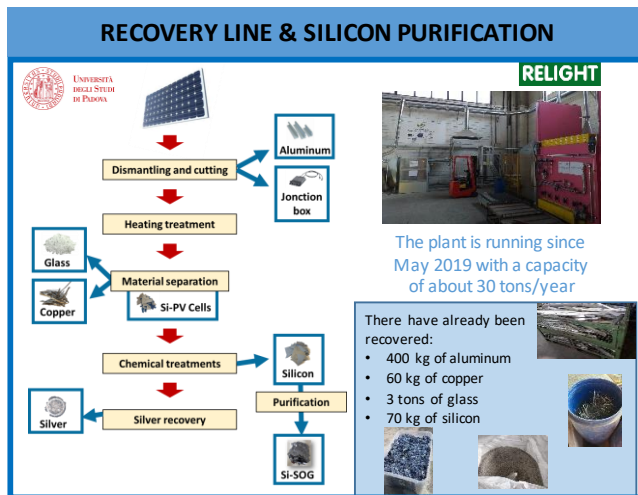 RECOVERY LINE & SILICON PURIFICATION
UNIVERSITÀ
DEGLI STUDI
DI PADOVA
RELIGHT
Aluminum
Dismantling and cutting
Jonction
box
Heating treatment
Glass
Material separation
Si-PV Cells
Copper
Chemical treatments
Silicon
Purification
Silver recovery
Silver
Si-SOG
The plant is running since
May 2019 with a capacity
of about 30 tons/year
There have already been
recovered:
• 400 kg of aluminum
• 60 kg of copper
• 3 tons of glass
• 70 kg of silicon